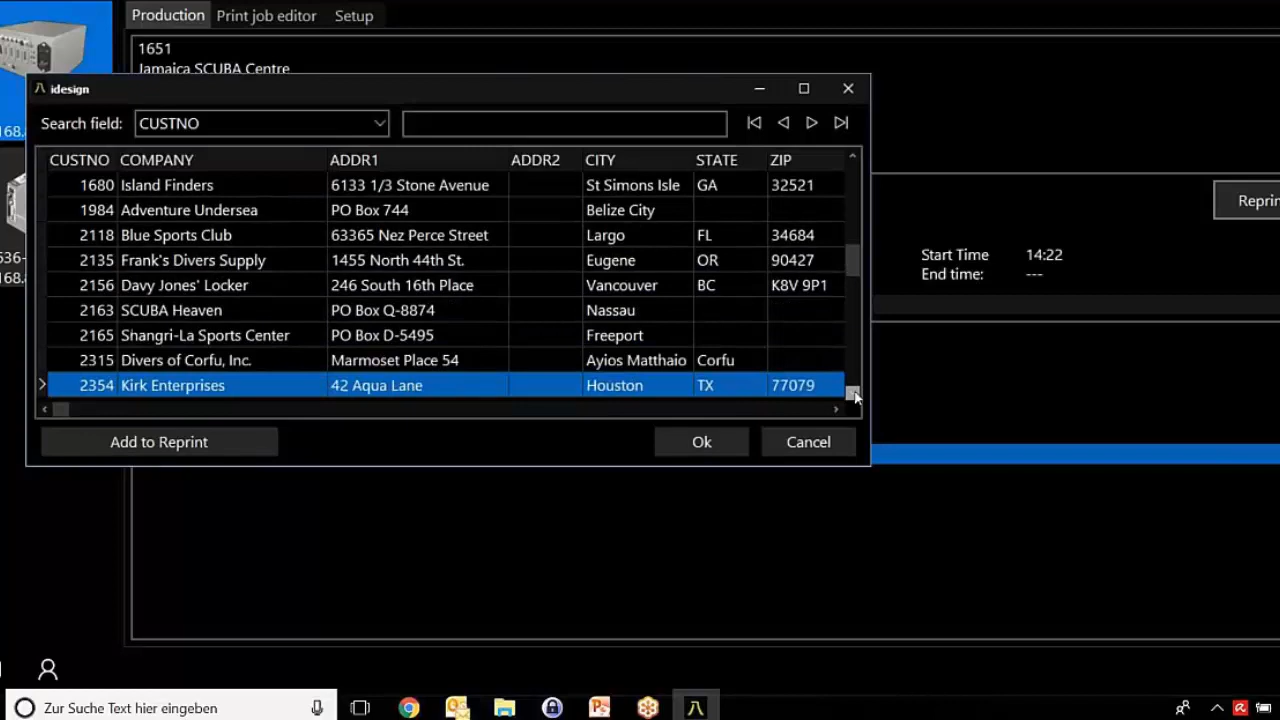 Production Print job editor Setup
1651
Jamaica SCUBA Centre
idesign
168.
Search field: CUSTNO
CUSTNO COMPANY ADDR1 ADDR2 CITY STATE ZIP
1680 Island Finders 6133 1/3 Stone Avenue St Simons Isle GA 32521
1984 Adventure Undersea PO Box 744 Belize City
2118 Blue Sports Club 63365 Nez Perce Street Largo FL 34684
2135 Frank's Divers Supply 1455 North 44th St. Eugene OR 90427
2156 Davy Jones' Locker 246 South 16th Place Vancouver BC K8V 9P1
2163 SCUBA Heaven PO Box Q-8874 Nassau
2165 Shangri-La Sports Center PO Box D-5495 Freeport
2315 Divers of Corfu, Inc. Marmoset Place 54 Ayios Matthaio Corfu
2354 Kirk Enterprises 42 Aqua Lane Houston TX 77079
Add to Reprint Ok Cancel
Reprin
Start Time 14:22
End time: ---
636-
168.
Zur Suche Text hier eingeben